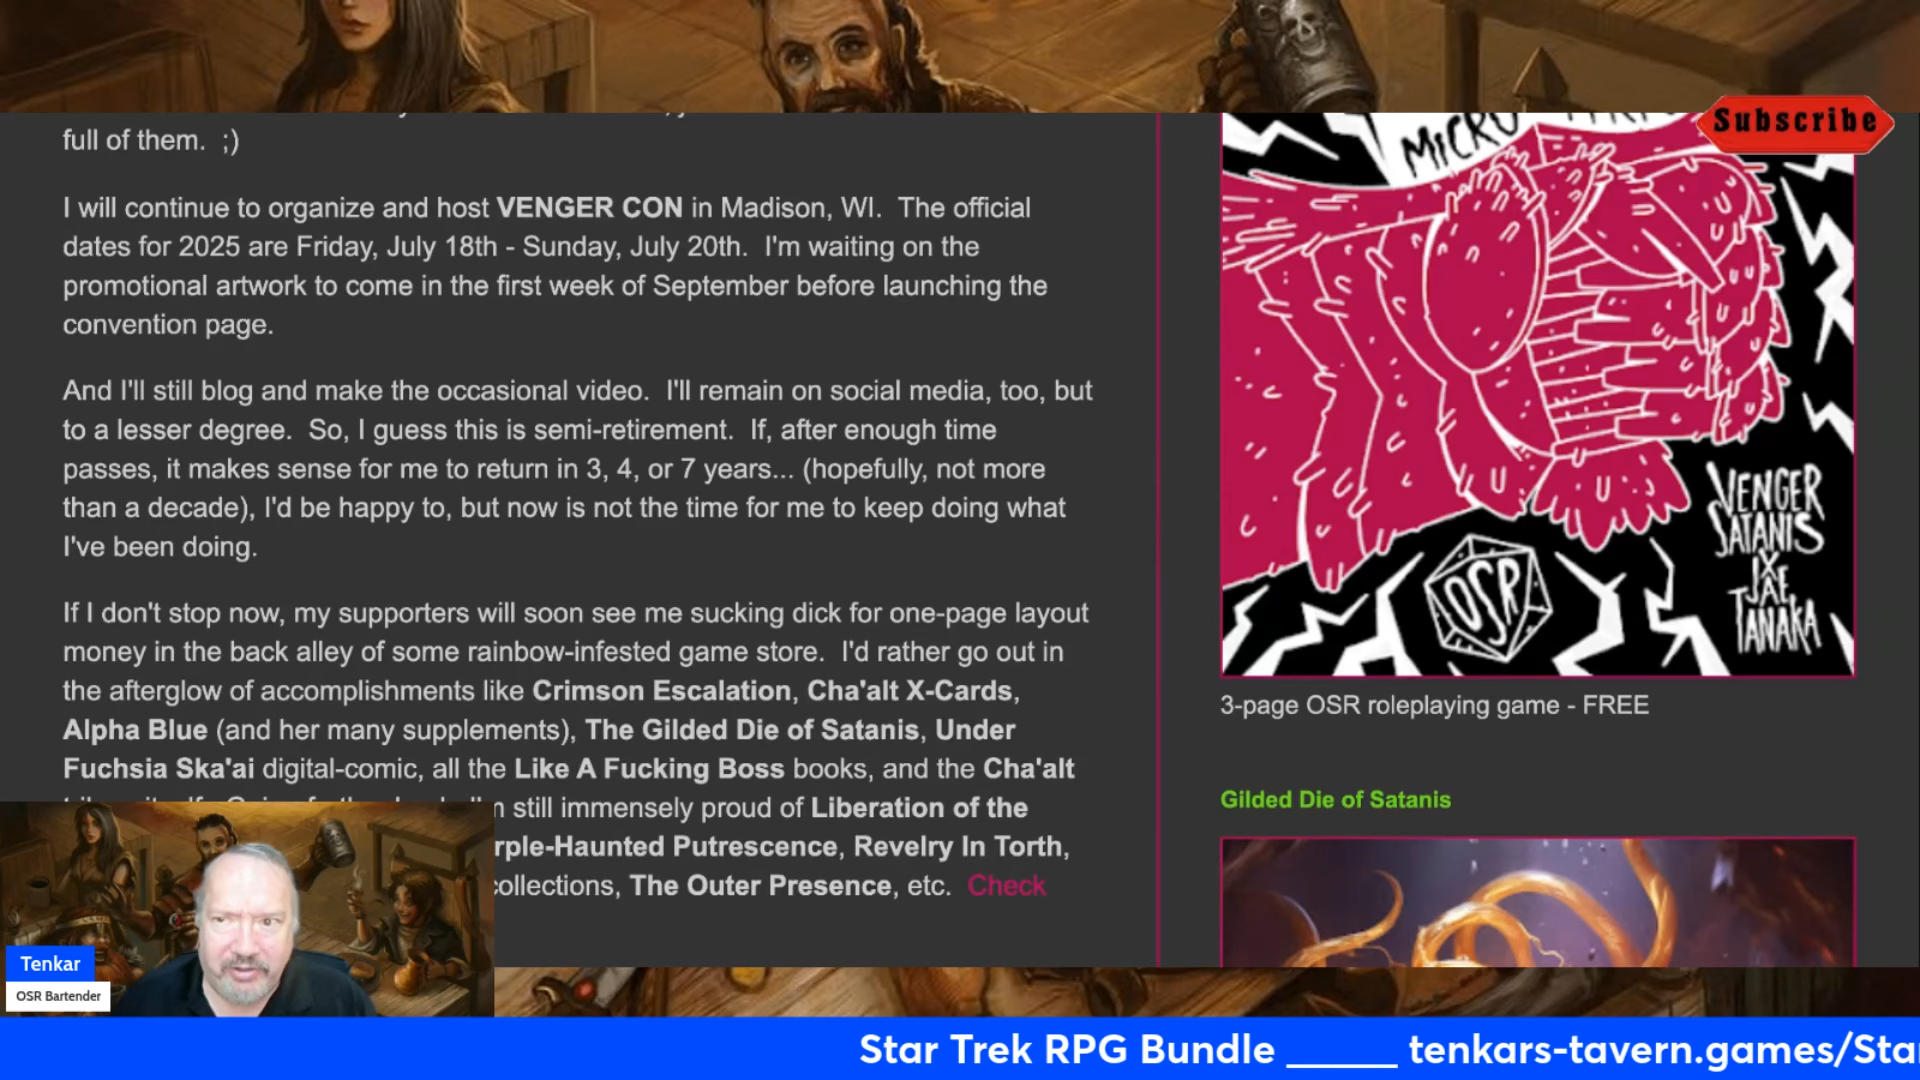 full of them.  ;)
I will continue to organize and host VENGER CON in Madison, WI.  The official
dates for 2025 are Friday, July 18th - Sunday, July 20th.  I'm waiting on the
promotional artwork to come in the first week of September before launching the
convention page.
And I'll still blog and make the occasional video.  I'll remain on social media, too, but
to a lesser degree.  So, I guess this is semi-retirement.  If, after enough time
passes, it makes sense for me to return in 3, 4, or 7 years... (hopefully, not more
than a decade), I'd be happy to, but now is not the time for me to keep doing what
I've been doing.
If I don't stop now, my supporters will soon see me sucking dick for one-page layout
money in the back alley of some rainbow-infested game store.  I'd rather go out in
the afterglow of accomplishments like Crimson Escalation, Cha'alt X-Cards,
Alpha Blue (and her many supplements), The Gilded Die of Satanis, Under
Fuchsia Ska'ai digital-comic, all the Like A Fucking Boss books, and the Cha'alt
still immensely proud of Liberation of the
rple-Haunted Putrescence, Revelry In Torth,
collections, The Outer Presence, etc.  Check
Subscribe
MICRO
VENGER
SATANIS
X
JAE
TANAKA
OSR
3-page OSR roleplaying game - FREE
Gilded Die of Satanis
Tenkar
OSR Bartender
Star Trek RPG Bundle _____ tenkars-tavern.games/Sta